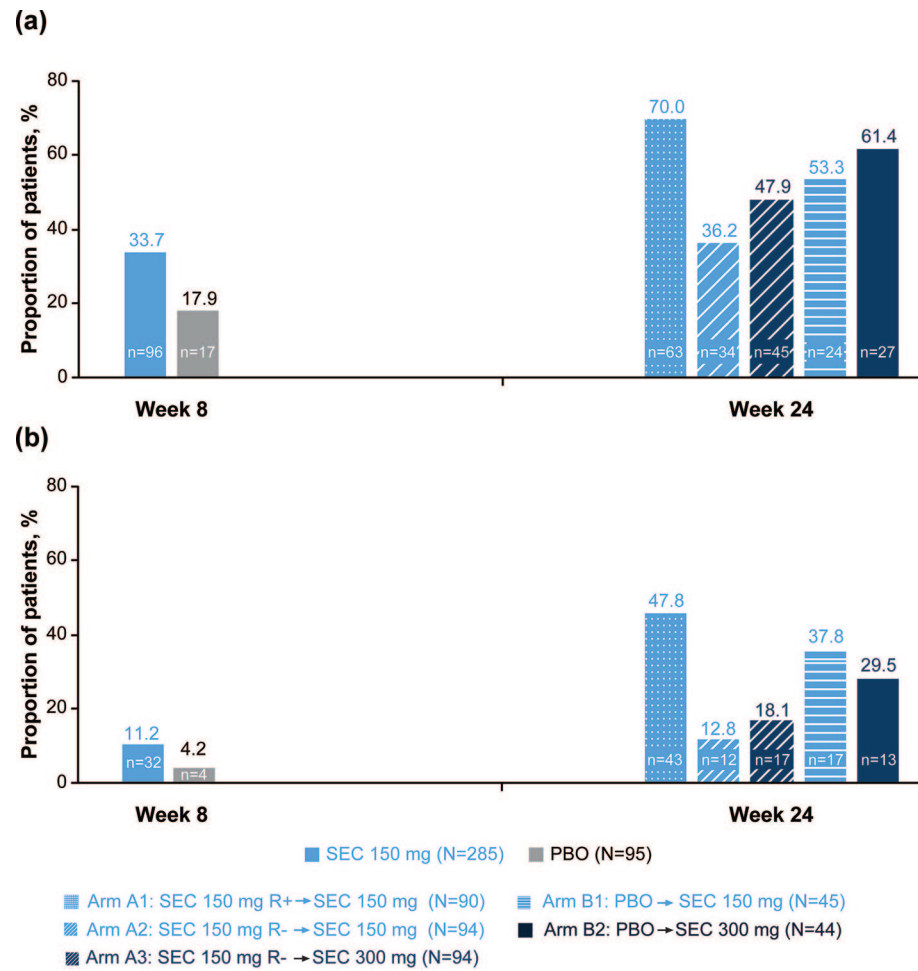 (a)
Proportion of patients, %
80
60
40
20
0
33.7
17.9
70.0
36.2
47.9
53.3
61.4
n=96
n=17
n=63
n=34
n=45
n=24
n=27
Week 8
Week 24
(b)
Proportion of patients, %
80
60
40
20
0
11.2
4.2
47.8
12.8
18.1
37.8
29.5
n=32
n=4
n=43
n=12
n=17
n=17
n=13
Week 8
Week 24
SEC 150 mg (N=285) PBO (N=95)
Arm A1: SEC 150 mg R+→SEC 150 mg (N=90) Arm B1: PBO→SEC 150 mg (N=45)
Arm A2: SEC 150 mg R-→SEC 150 mg (N=94) Arm B2: PBO→SEC 300 mg (N=44)
Arm A3: SEC 150 mg R-→SEC 300 mg (N=94)